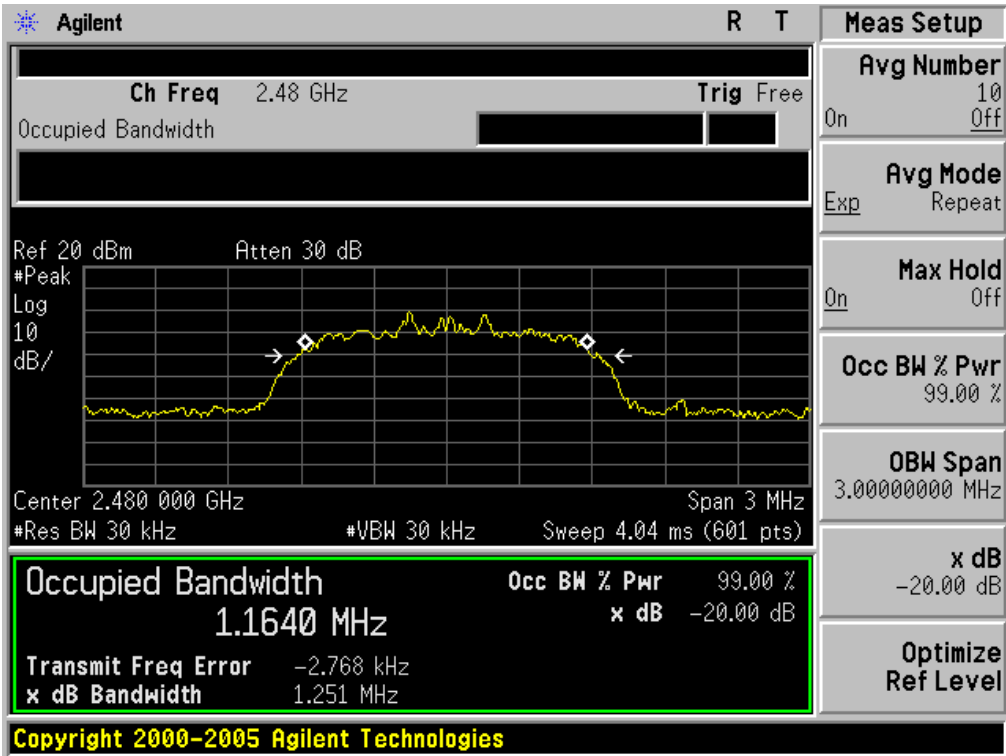 Agilent R T
Ch Freq 2.48 GHz Trig Free
Occupied Bandwidth
Ref 20 dBm Atten 30 dB
#Peak
Log
10
dB/
Center 2.480 000 GHz Span 3 MHz
#Res BW 30 kHz #VBW 30 kHz Sweep 4.04 ms (601 pts)
Occupied Bandwidth Occ BW % Pwr 99.00 %
1.1640 MHz x dB -20.00 dB
Transmit Freq Error -2.768 kHz
x dB Bandwidth 1.251 MHz
Copyright 2000-2005 Agilent Technologies
Meas Setup
Avg Number
10
On Off
Avg Mode
Exp Repeat
Max Hold
On Off
Occ BW % Pwr
99.00 %
OBW Span
3.00000000 MHz
x dB
-20.00 dB
Optimize
Ref Level